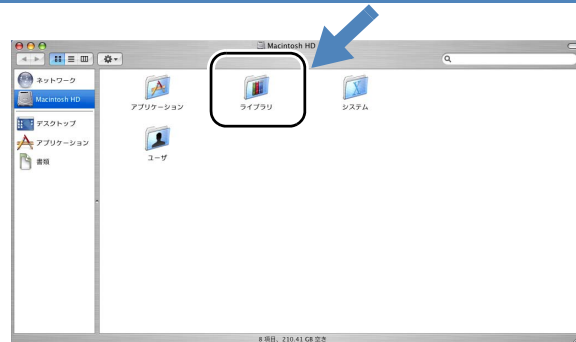 Macintosh HD
ネットワーク
Macintosh HD
デスクトップ
アプリケーション
書類
アプリケーション
ライブラリ
システム
ユーザ
8 項目、210.41 GB 空き